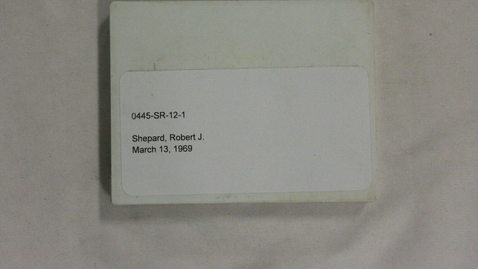 0445-SR-12-1
Shepard, Robert J.
March 13, 1969